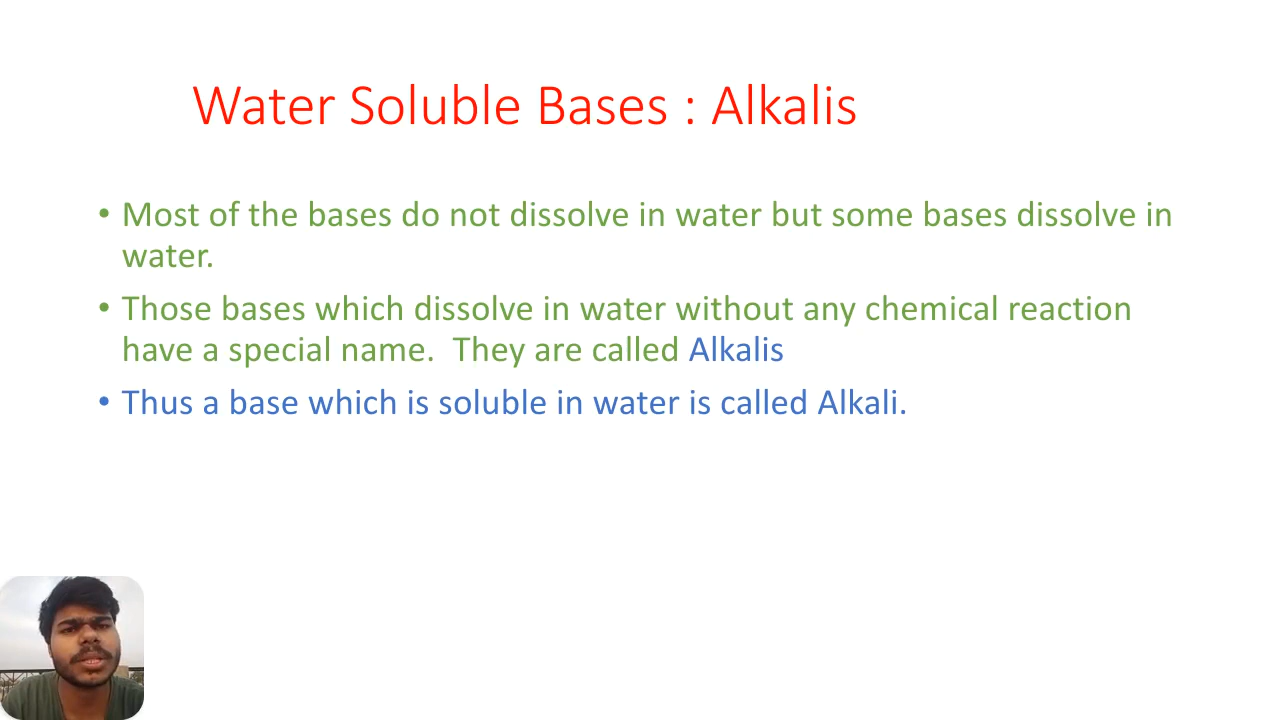 Water Soluble Bases : Alkalis
• Most of the bases do not dissolve in water but some bases dissolve in
water.
• Those bases which dissolve in water without any chemical reaction
have a special name.  They are called Alkalis
• Thus a base which is soluble in water is called Alkali.